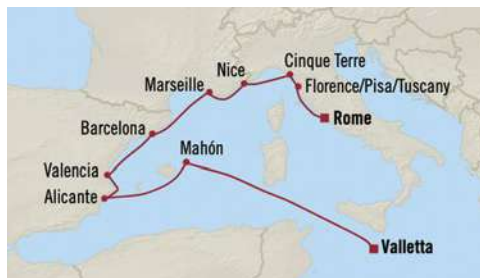 Cinque Terre
Nice
Florence/Pisa/Tuscany
Marseille
Rome
Barcelona
Mahón
Valencia
Alicante
Valletta